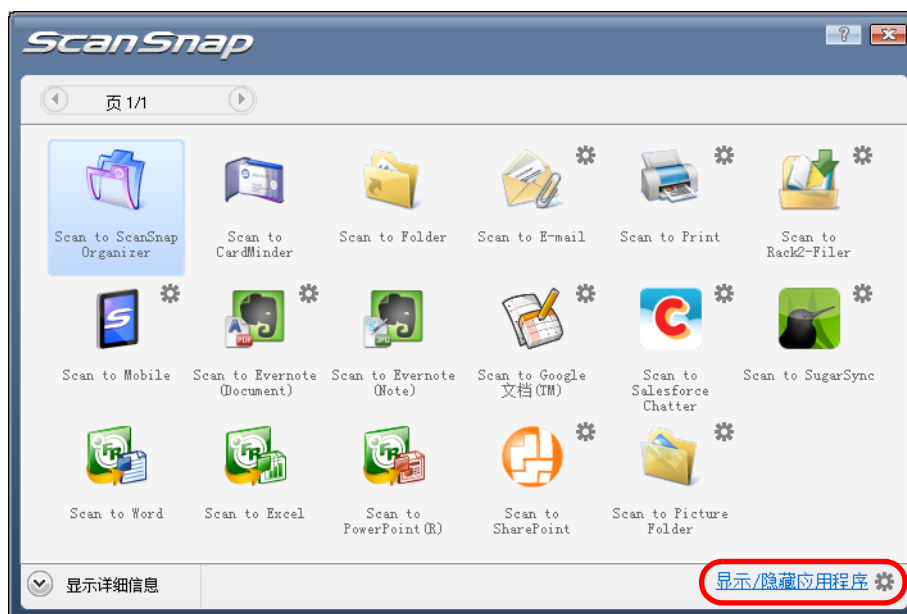 ScanSnap
?
页 1/1
Scan to ScanSnap
Organizer
Scan to
CardMinder
Scan to Folder
Scan to E-mail
Scan to Print
Scan to
Rack2-Filer
Scan to Mobile
Scan to Evernote
(Document)
Scan to Evernote
(Note)
Scan to Google
文档(TM)
Scan to
Salesforce
Chatter
Scan to SugarSync
Scan to Word
Scan to Excel
Scan to
PowerPoint(R)
Scan to
SharePoint
Scan to Picture
Folder
显示详细信息
显示/隐藏应用程序